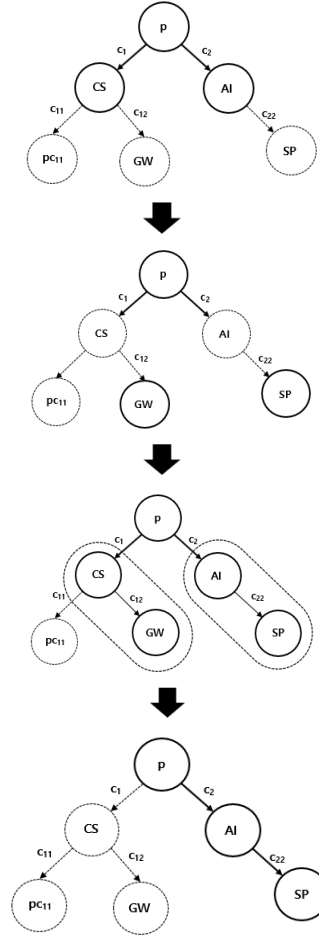 p
c₁ c₂
CS AI
c₁₁ c₁₂ c₂₂
pc₁₁ GW SP
p
c₁ c₂
CS AI
c₁₂ c₂₂
pc₁₁ GW SP
p
c₁ c₂
CS AI
c₁₁ c₁₂ c₂₂
pc₁₁ GW SP
p
c₁ c₂
CS AI
c₁₁ c₁₂ c₂₂
pc₁₁ GW SP